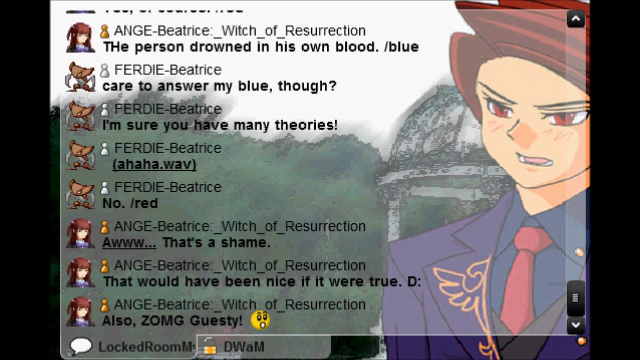 ANGE-Beatrice:_Witch_of_Resurrection
THe person drowned in his own blood. /blue
FERDIE-Beatrice
care to answer my blue, though?
FERDIE-Beatrice
I'm sure you have many theories!
FERDIE-Beatrice
(ahaha.wav)
FERDIE-Beatrice
No. /red
ANGE-Beatrice:_Witch_of_Resurrection
Awww... That's a shame.
ANGE-Beatrice:_Witch_of_Resurrection
That would have been nice if it were true. D:
ANGE-Beatrice:_Witch_of_Resurrection
Also, ZOMG Guesty!
LockedRoomM
DWaM